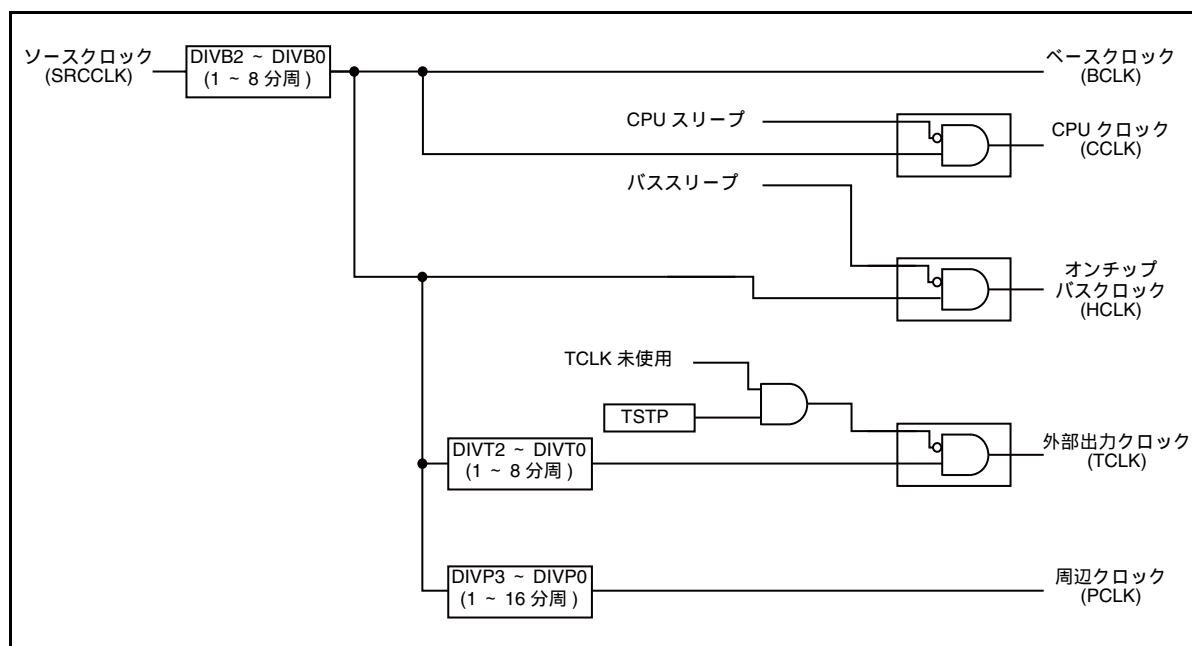 ソースクロック
(SRCCLK)
DIVB2 ~ DIVB0
(1 ~ 8 分周 )
ベースクロック
(BCLK)
CPU スリープ
CPU クロック
(CCLK)
バススリープ
オンチップ
バスクロック
(HCLK)
TCLK 未使用
TSTP
DIVT2 ~ DIVT0
(1 ~ 8 分周 )
外部出力クロック
(TCLK)
DIVP3 ~ DIVP0
(1 ~ 16 分周 )
周辺クロック
(PCLK)